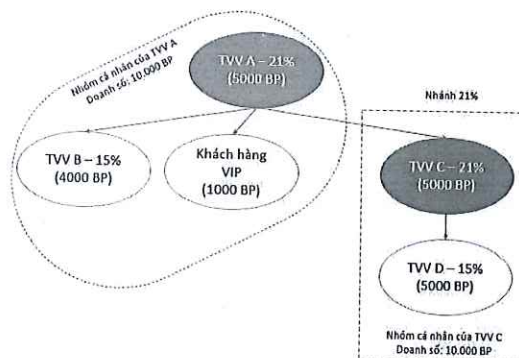 Nhóm cá nhân của TVV A
Doanh số: 10.000 BP
TVV A – 21%
(5000 BP)
Nhánh 21%
TVV B – 15%
(4000 BP)
Khách hàng
VIP
(1000 BP)
TVV C – 21%
(5000 BP)
TVV D – 15%
(5000 BP)
Nhóm cá nhân của TVV C
Doanh số: 10.000 BP